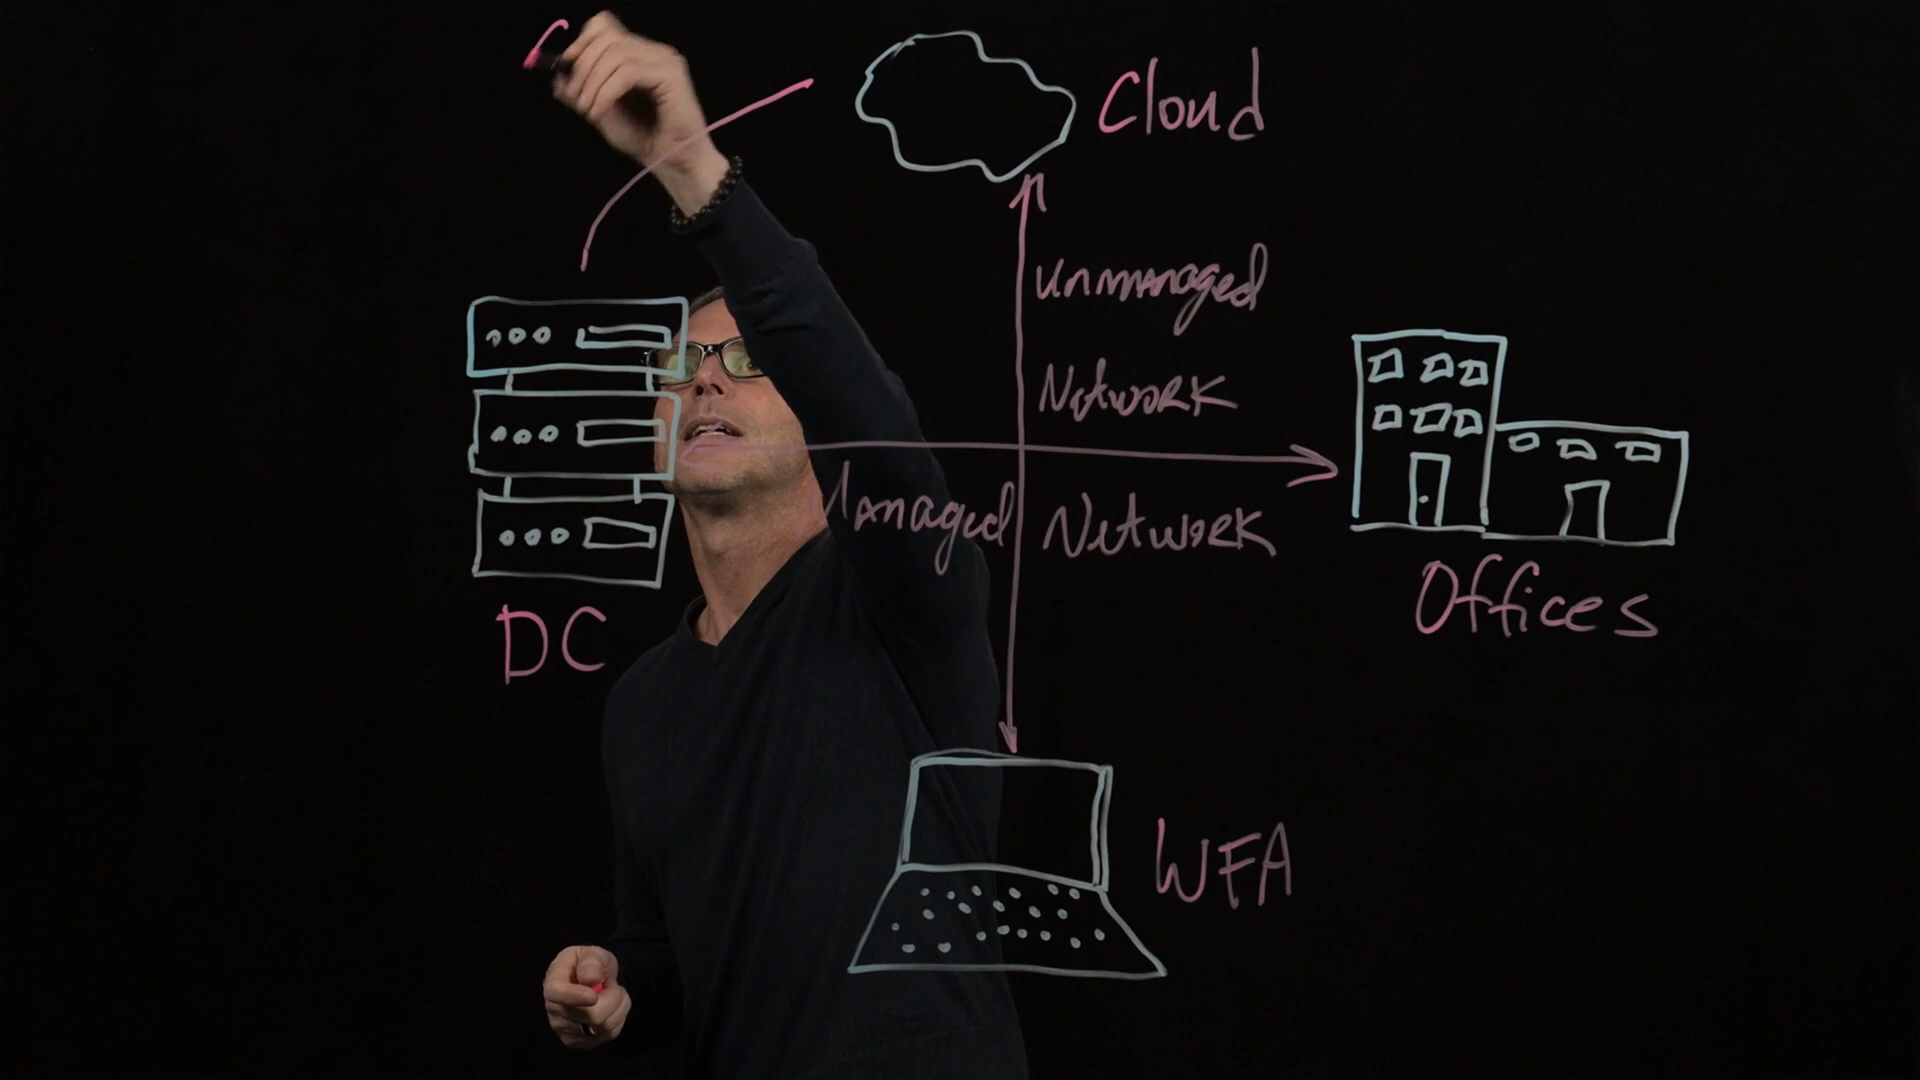 Cloud
Unmanaged
Network
Managed Network
Offices
DC
WFA